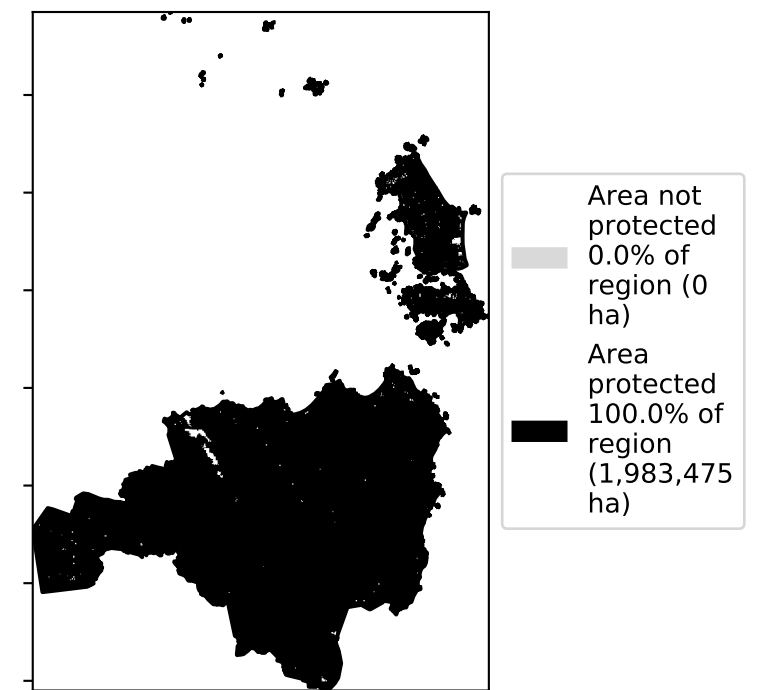 Area not
protected
0.0% of
region (0
ha)
Area
protected
100.0% of
region
(1,983,475
ha)